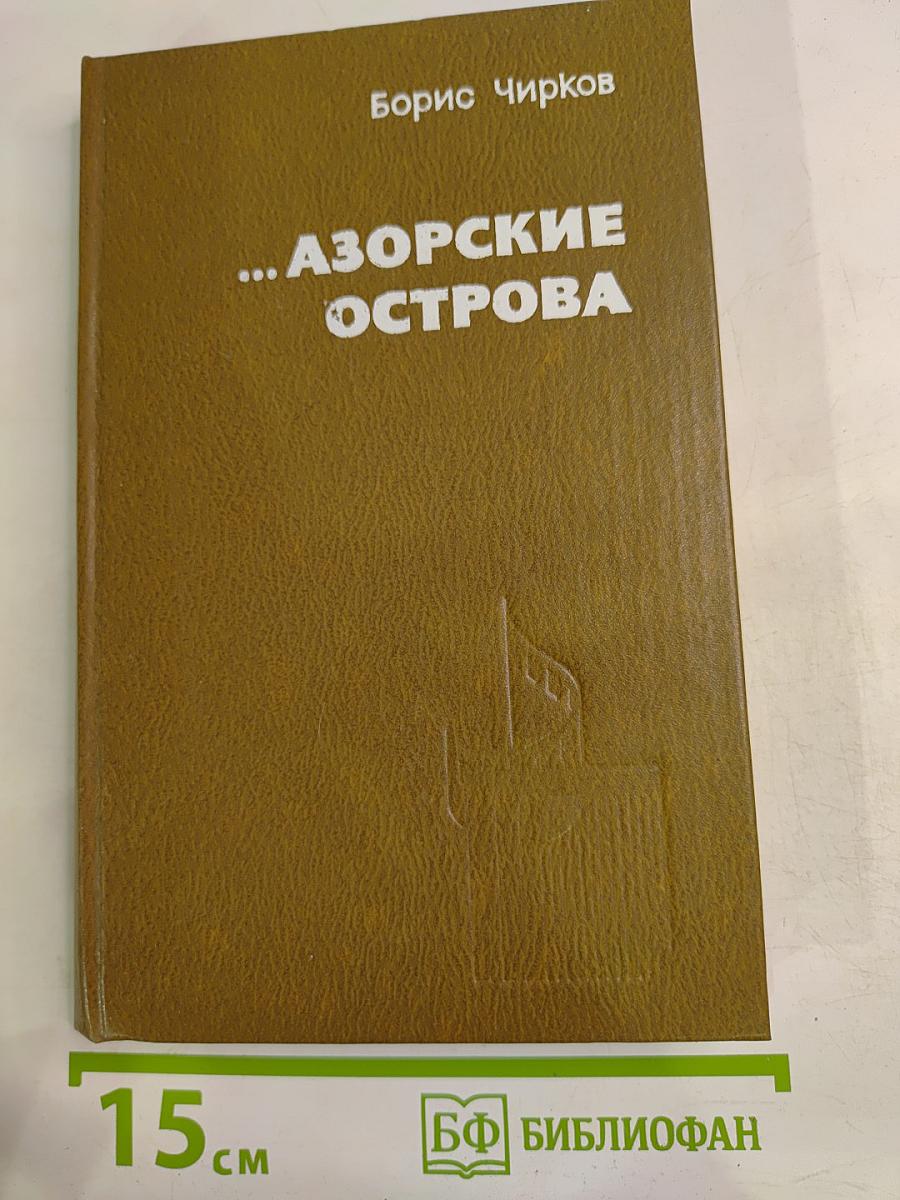 Борис Чирков
...АЗОРСКИЕ
ОСТРОВА
15 см
БФ БИБЛИОФАН